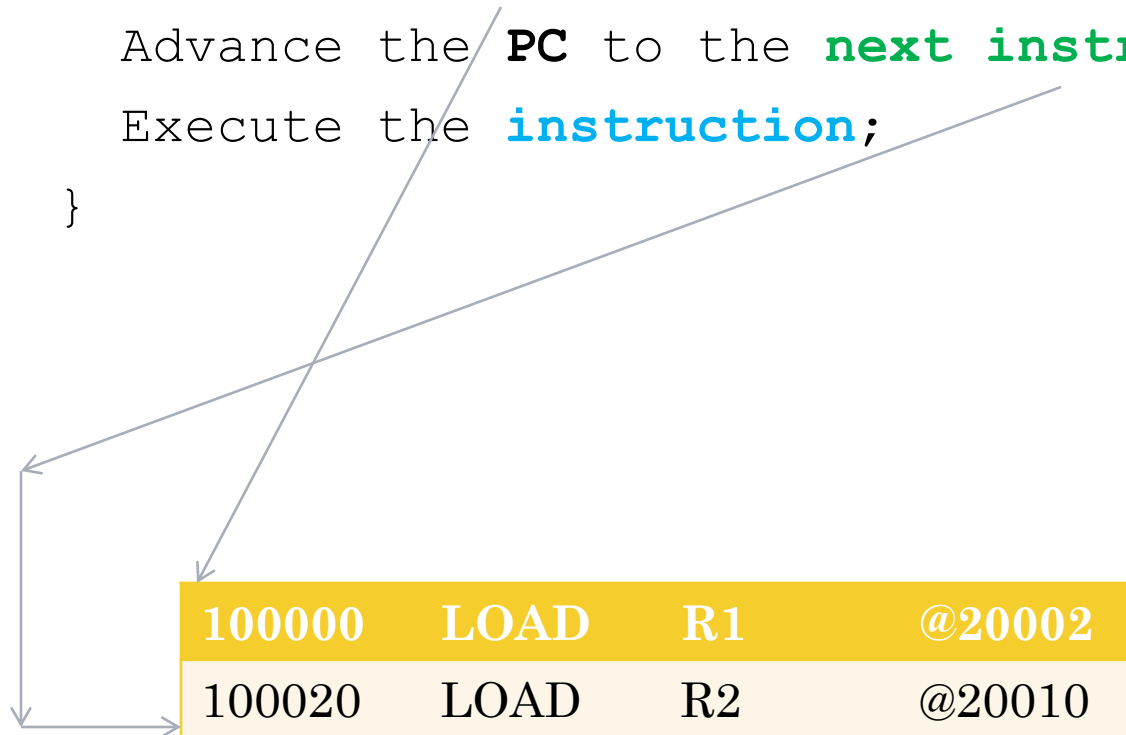 Advance the PC to the next
Execute the instruction;
}
100000 LOAD R1 @20002
100020 LOAD R2 @20010